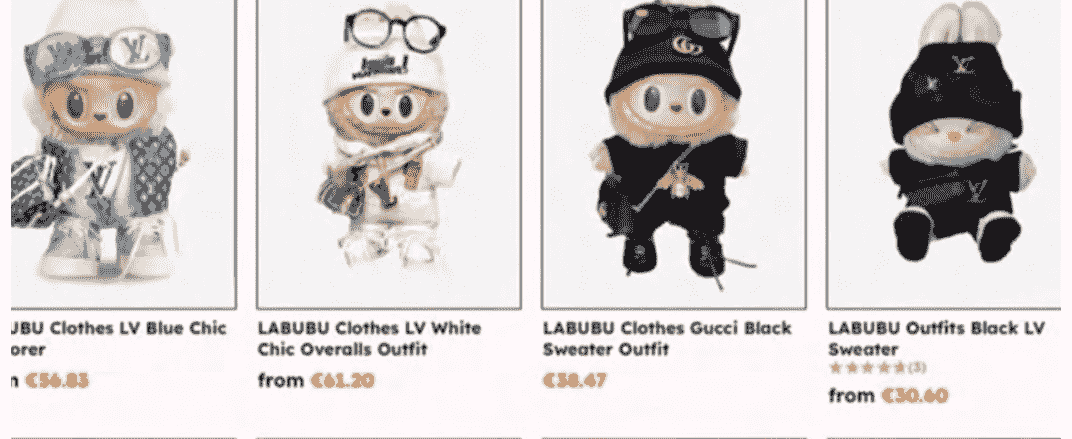 UBU Clothes LV Blue Chic
orer
n €56.83
LABUBU Clothes LV White
Chic Overalls Outfit
from €61.20
LABUBU Clothes Gucci Black
Sweater Outfit
€38.47
LABUBU Outfits Black LV
Sweater
★★★★★(3)
from €30.60